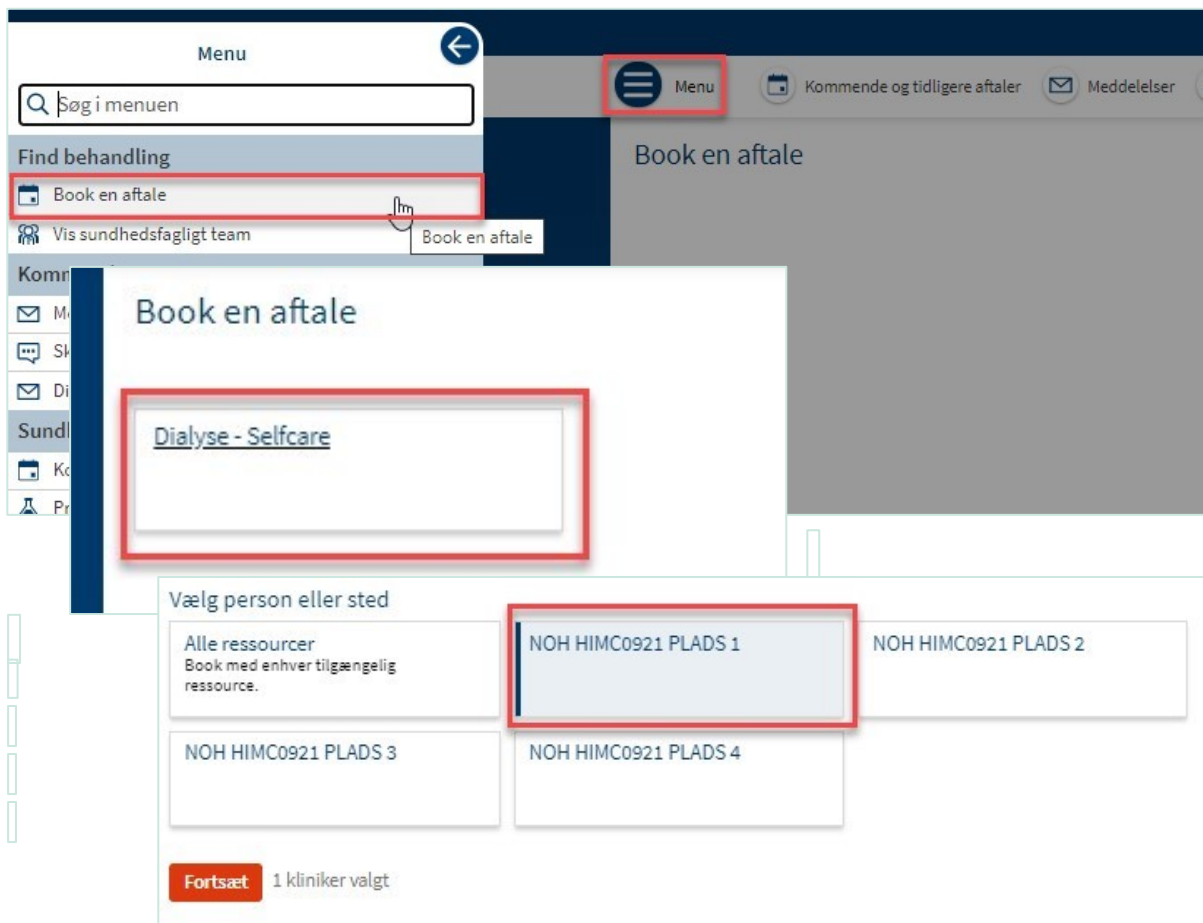 Menu
Søg i menuen
Find behandling
Book en aftale
Vis sundhedsfagligt team
Book en aftale
Menu
Kommende og tidligere aftaler
Meddelelser
Book en aftale
Book en aftale
Dialyse - Selfcare
Vælg person eller sted
Alle ressourcer
Book med enhver tilgængelig
ressource.
NOH HIMC0921 PLADS 1
NOH HIMC0921 PLADS 2
NOH HIMC0921 PLADS 3
NOH HIMC0921 PLADS 4
Fortsæt
1 kliniker valgt